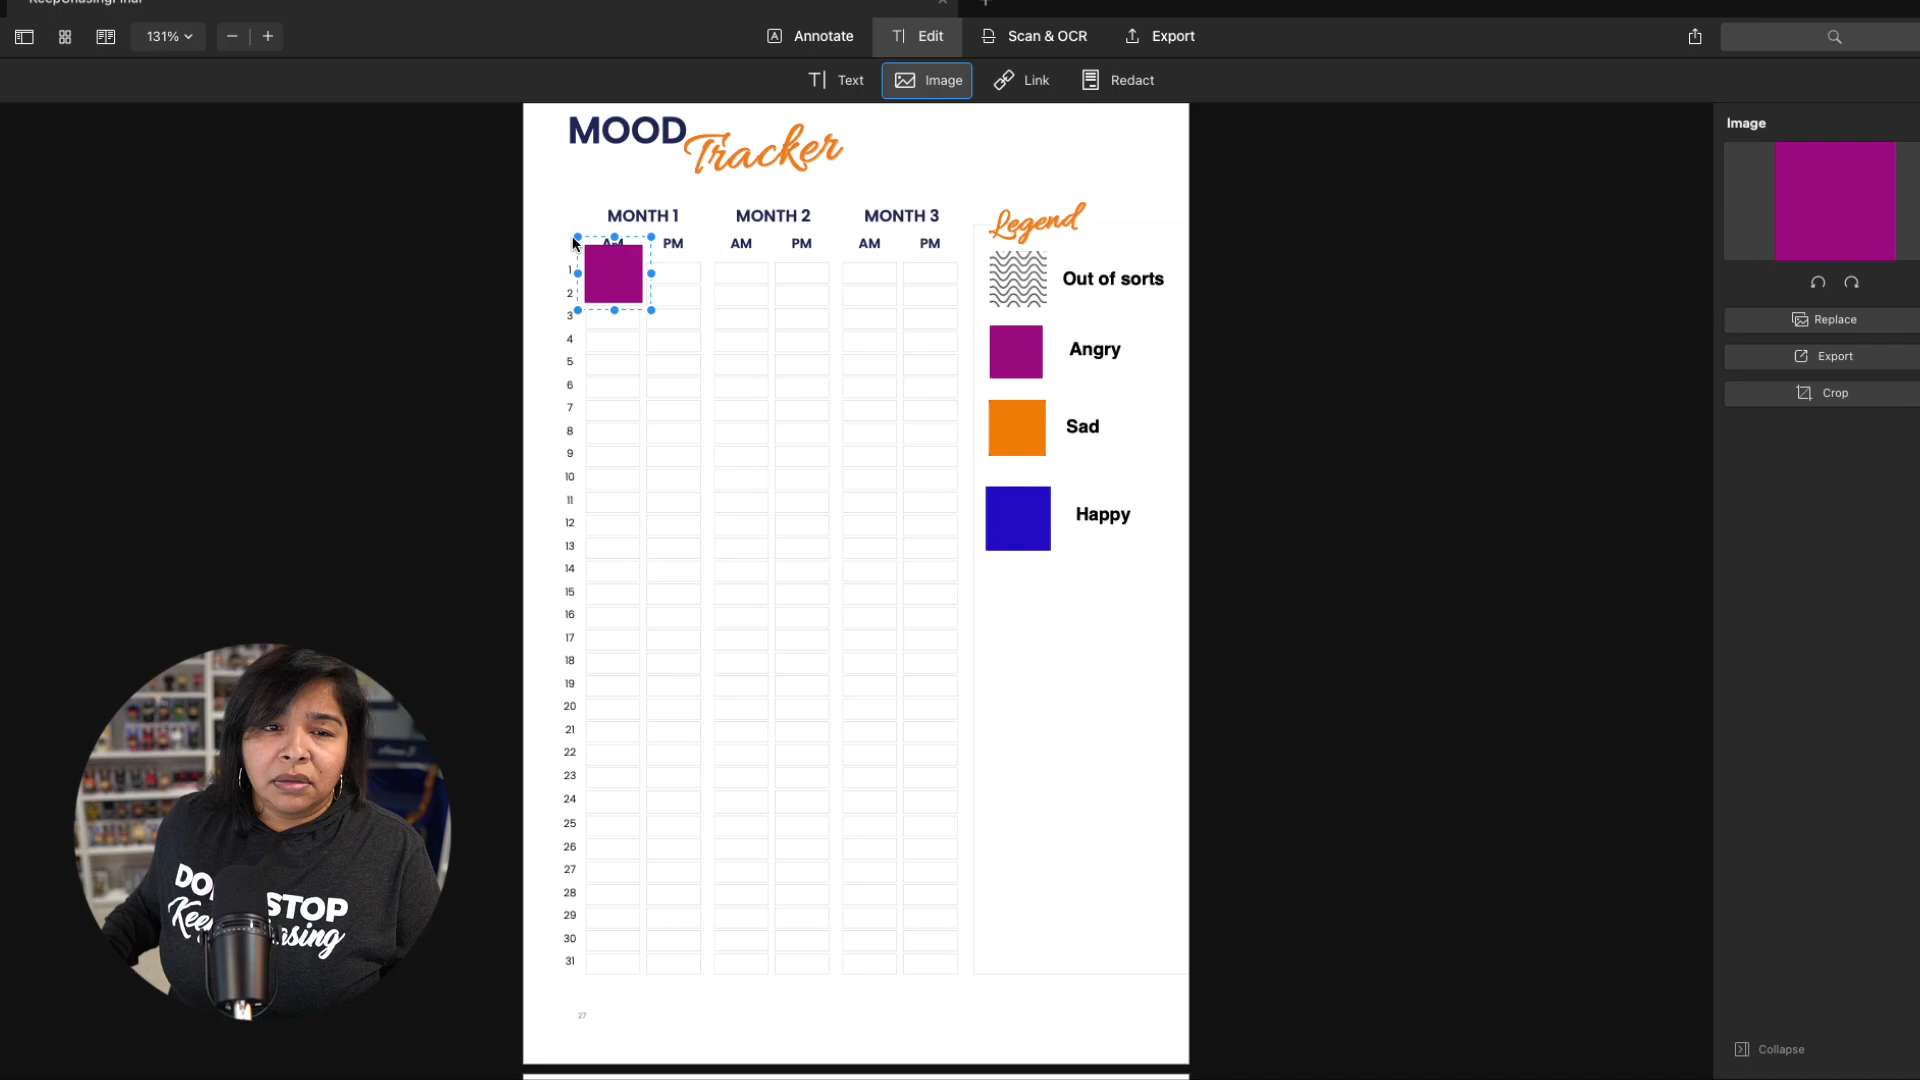 KeepChasingFinal
131%
Annotate
Edit
Scan & OCR
Export
Text
Image
Link
Redact
MOOD
Tracker
MONTH 1
MONTH 2
MONTH 3
AM
PM
AM
PM
AM
PM
1
2
3
4
5
6
7
8
9
10
11
12
13
14
15
16
17
18
19
20
21
22
23
24
25
26
27
28
29
30
31
Legend
Out of sorts
Angry
Sad
Happy
27
Image
Replace
Export
Crop
Collapse
STOP